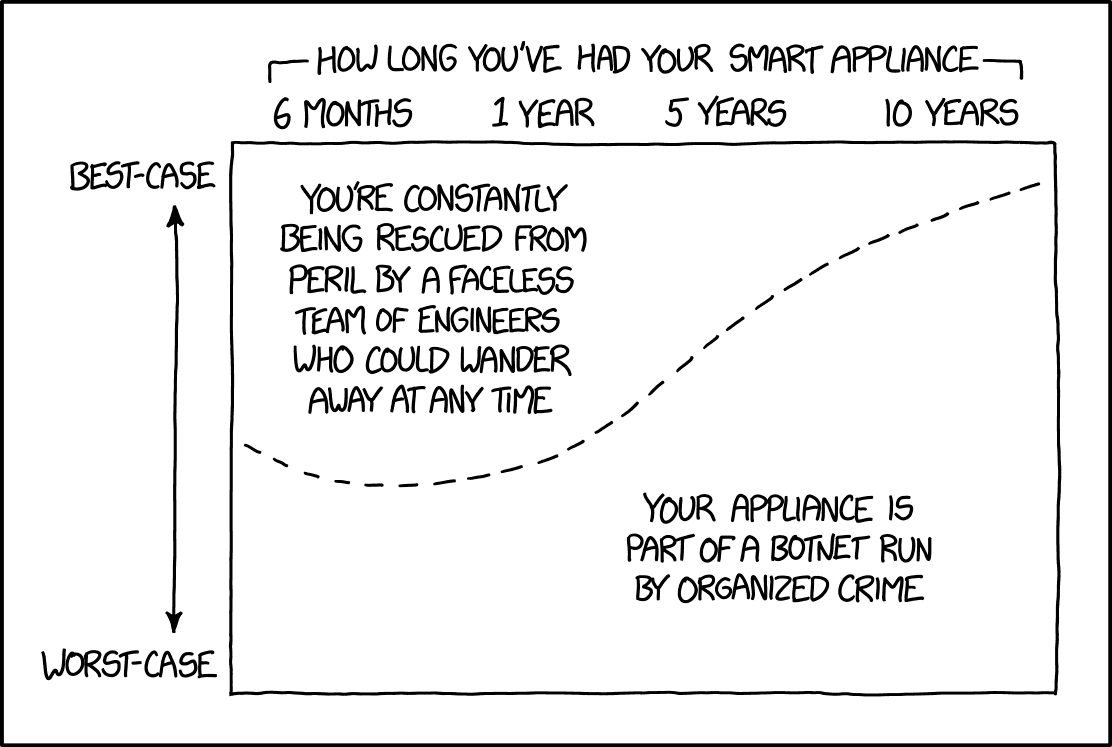 HOW LONG YOU'VE HAD YOUR SMART APPLIANCE
6 MONTHS 1 YEAR 5 YEARS 10 YEARS
BEST-CASE
YOU'RE CONSTANTLY
BEING RESCUED FROM
PERIL BY A FACELESS
TEAM OF ENGINEERS
WHO COULD WANDER
AWAY AT ANY TIME
YOUR APPLIANCE IS
PART OF A BOTNET RUN
BY ORGANIZED CRIME
WORST-CASE